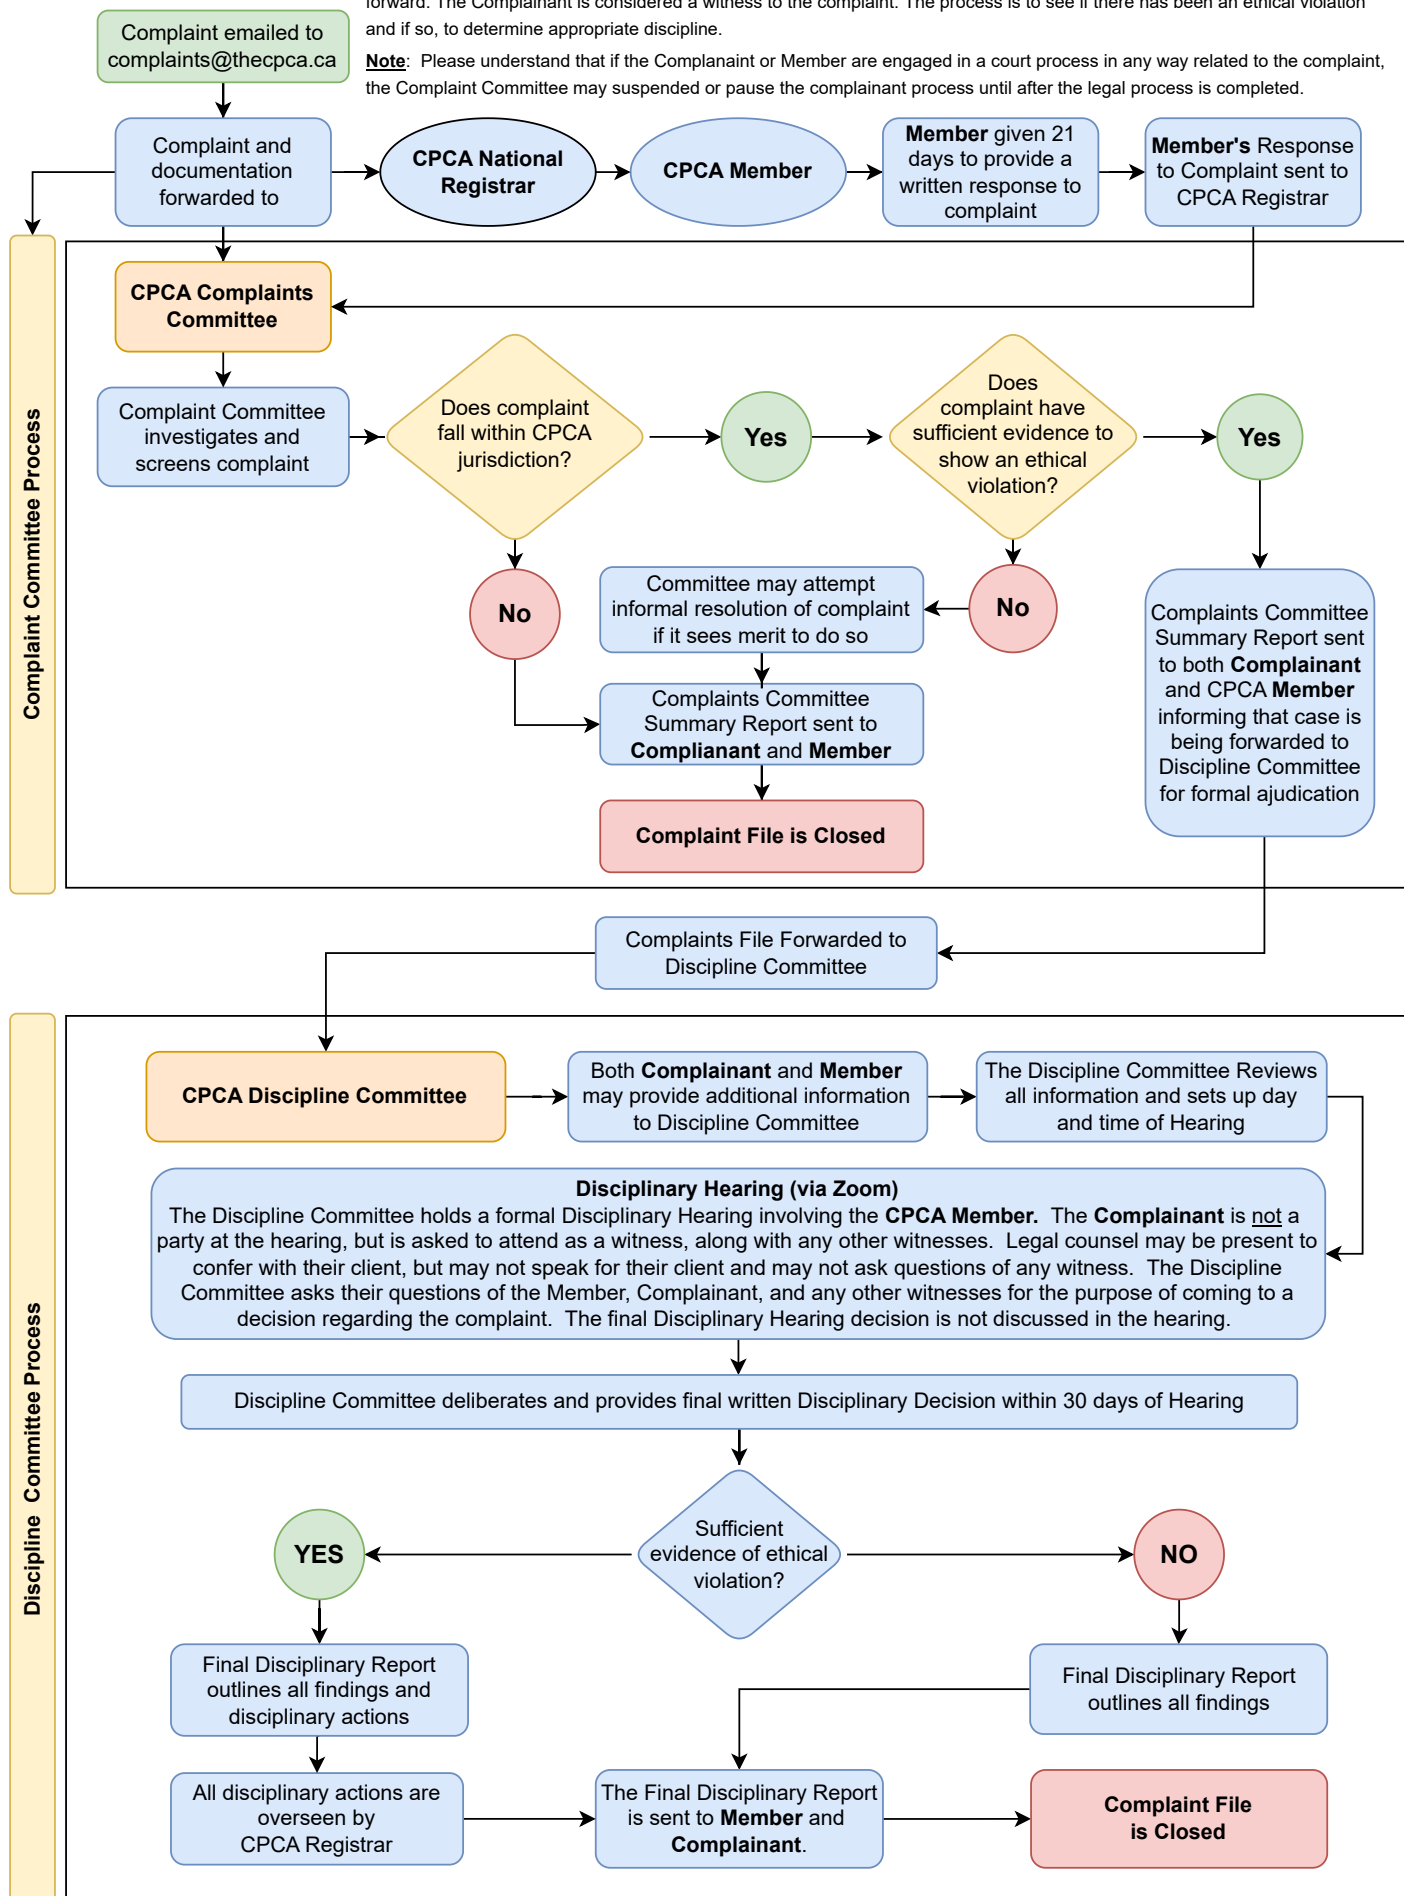 forward. The Complainant is considered a witness to the complaint. The process is to see if there has been an ethical violation
and if so, to determine appropriate discipline.
Note: Please understand that if the Complanaint or Member are engaged in a court process in any way related to the complaint,
the Complaint Committee may suspended or pause the complainant process until after the legal process is completed.
Complaint emailed to
complaints@thecpca.ca
Complaint and
documentation
forwarded to
CPCA National
Registrar
CPCA Member
Member given 21
days to provide a
written response to
complaint
Member's Response
to Complaint sent to
CPCA Registrar
Complaint Committee Process
CPCA Complaints
Committee
Complaint Committee
investigates and
screens complaint
Does complaint
fall within CPCA
jurisdiction?
Yes
Does
complaint have
sufficient evidence to
show an ethical
violation?
Yes
No
Committee may attempt
informal resolution of complaint
if it sees merit to do so
No
Complaints Committee
Summary Report sent to
Complianant and Member
Complaint File is Closed
Complaints Committee
Summary Report sent
to both Complainant
and CPCA Member
informing that case is
being forwarded to
Discipline Committee
for formal ajudication
Complaints File Forwarded to
Discipline Committee
Discipline Committee Process
CPCA Discipline Committee
Both Complainant and Member
may provide additional information
to Discipline Committee
The Discipline Committee Reviews
all information and sets up day
and time of Hearing
Disciplinary Hearing (via Zoom)
The Discipline Committee holds a formal Disciplinary Hearing involving the CPCA Member. The Complainant is not a
party at the hearing, but is asked to attend as a witness, along with any other witnesses. Legal counsel may be present to
confer with their client, but may not speak for their client and may not ask questions of any witness. The Discipline
Committee asks their questions of the Member, Complainant, and any other witnesses for the purpose of coming to a
decision regarding the complaint. The final Disciplinary Hearing decision is not discussed in the hearing.
Discipline Committee deliberates and provides final written Disciplinary Decision within 30 days of Hearing
Sufficient
evidence of ethical
violation?
YES
NO
Final Disciplinary Report
outlines all findings and
disciplinary actions
Final Disciplinary Report
outlines all findings
All disciplinary actions are
overseen by
CPCA Registrar
The Final Disciplinary Report
is sent to Member and
Complainant.
Complaint File
is Closed